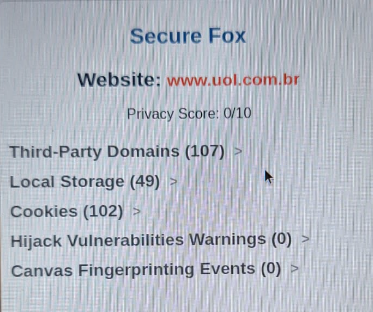 Secure Fox
Website: www.uol.com.br
Privacy Score: 0/10
Third-Party Domains (107) >
Local Storage (49) >
Cookies (102) >
Hijack Vulnerabilities Warnings (0) >
Canvas Fingerprinting Events (0) >